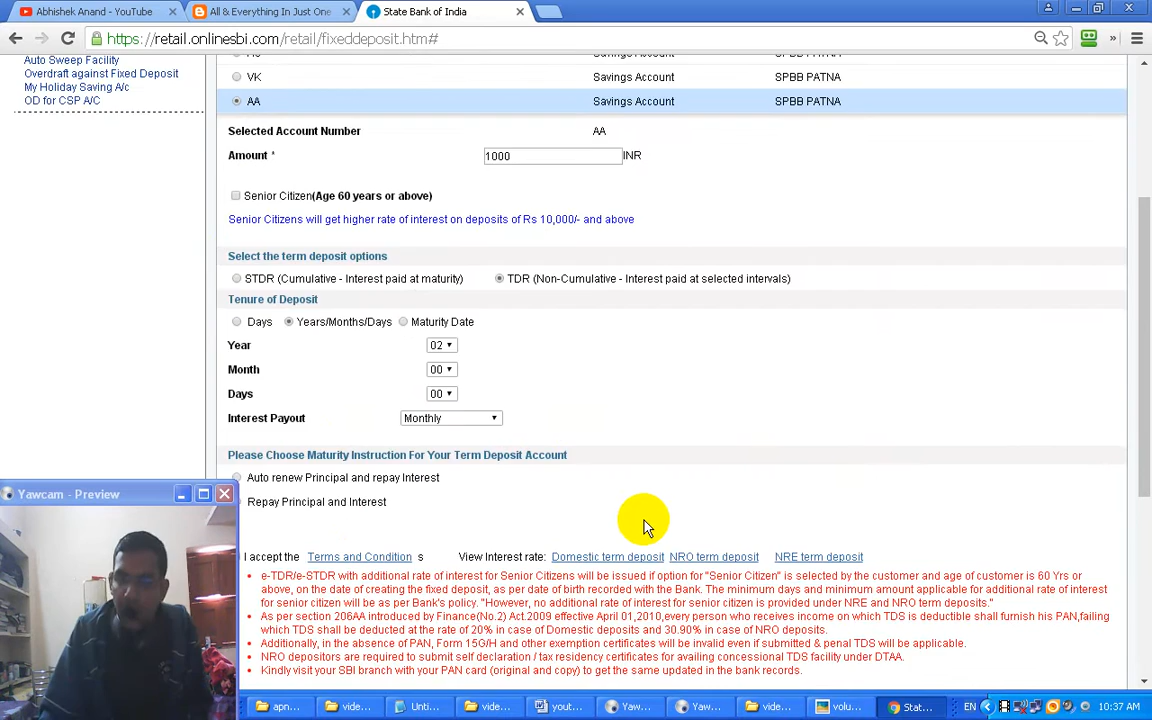 Abhishek Anand - YouTube
All & Everything In Just One
State Bank of India
https://retail.onlinesbi.com/retail/fixeddeposit.htm#
Auto Sweep Facility
Overdraft against Fixed Deposit
My Holiday Saving A/c
OD for CSP A/C
VK Savings Account SPBB PATNA
AA Savings Account SPBB PATNA
Selected Account Number AA
Amount * 1000 INR
Senior Citizen(Age 60 years or above)
Senior Citizens will get higher rate of interest on deposits of Rs 10,000/- and above
Select the term deposit options
STDR (Cumulative - Interest paid at maturity) TDR (Non-Cumulative - Interest paid at selected intervals)
Tenure of Deposit
Days Years/Months/Days Maturity Date
Year 02
Month 00
Days 00
Interest Payout Monthly
Please Choose Maturity Instruction For Your Term Deposit Account
Auto renew Principal and repay Interest
Yawcam - Preview
Repay Principal and Interest
I accept the Terms and Condition s View Interest rate: Domestic term deposit NRO term deposit NRE term deposit
e-TDR/e-STDR with additional rate of interest for Senior Citizens will be issued if option for "Senior Citizen" is selected by the customer and age of customer is 60 Yrs or
above, on the date of creating the fixed deposit, as per date of birth recorded with the Bank. The minimum days and minimum amount applicable for additional rate of interest
for senior citizen will be as per Bank's policy. "However, no additional rate of interest for senior citizen is provided under NRE and NRO term deposits."
As per section 206AA introduced by Finance(No.2) Act.2009 effective April 01,2010,every person who receives income on which TDS is deductible shall furnish his PAN,failing
which TDS shall be deducted at the rate of 20% in case of Domestic deposits and 30.90% in case of NRO deposits.
Additionally, in the absence of PAN, Form 15G/H and other exemption certificates will be invalid even if submitted & penal TDS will be applicable.
NRO depositors are required to submit self declaration / tax residency certificates for availing concessional TDS facility under DTAA.
Kindly visit your SBI branch with your PAN card (original and copy) to get the same updated in the bank records.
apn... vide... Unti... vide... yout... Yaw... Yaw... vide... volu... Stat... EN 10:37 AM